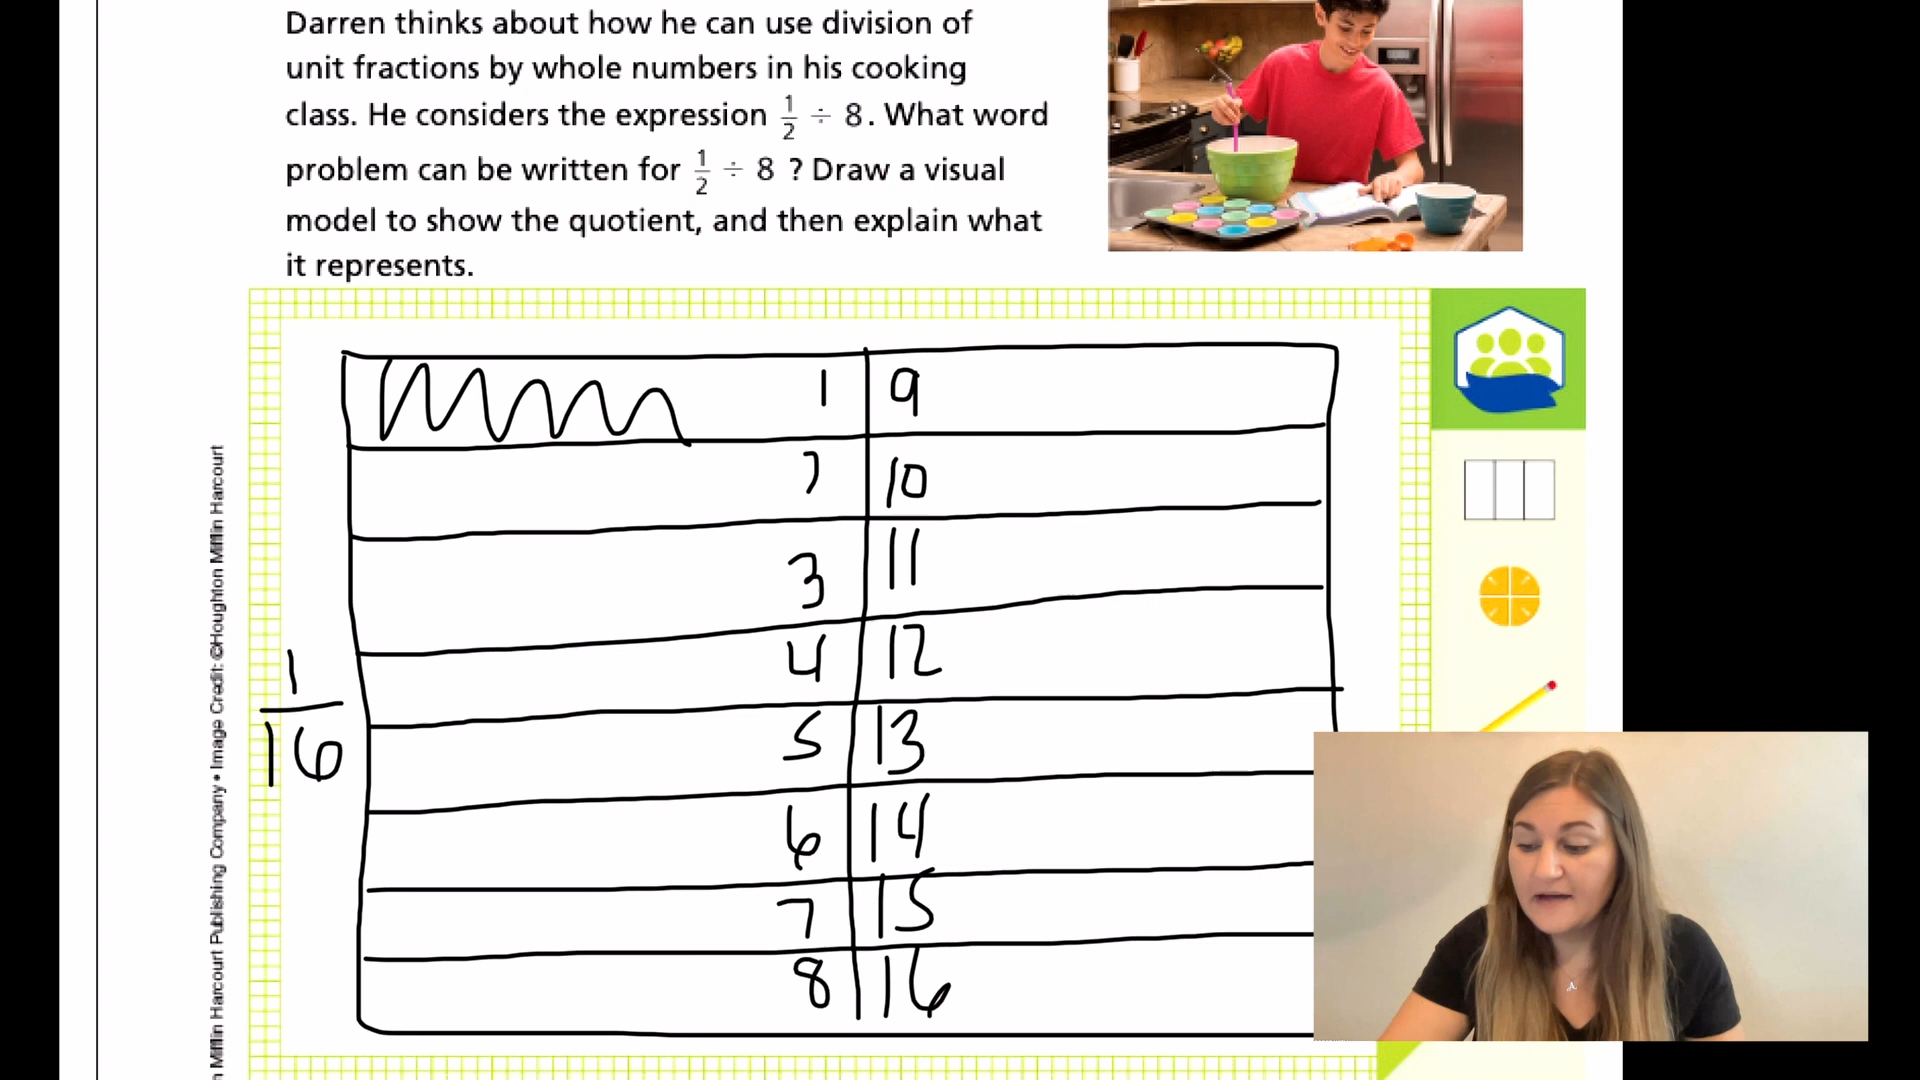 Darren thinks about how he can use division of
unit fractions by whole numbers in his cooking
class. He considers the expression 1/2 ÷ 8. What word
problem can be written for 1/2 ÷ 8 ? Draw a visual
model to show the quotient, and then explain what
it represents.
1 9
10
3 11
4 12
5 13
6 14
7 15
8 16
1/16
n Mifflin Harcourt Publishing Company • Image Credit: ©Houghton Mifflin Harcourt
A